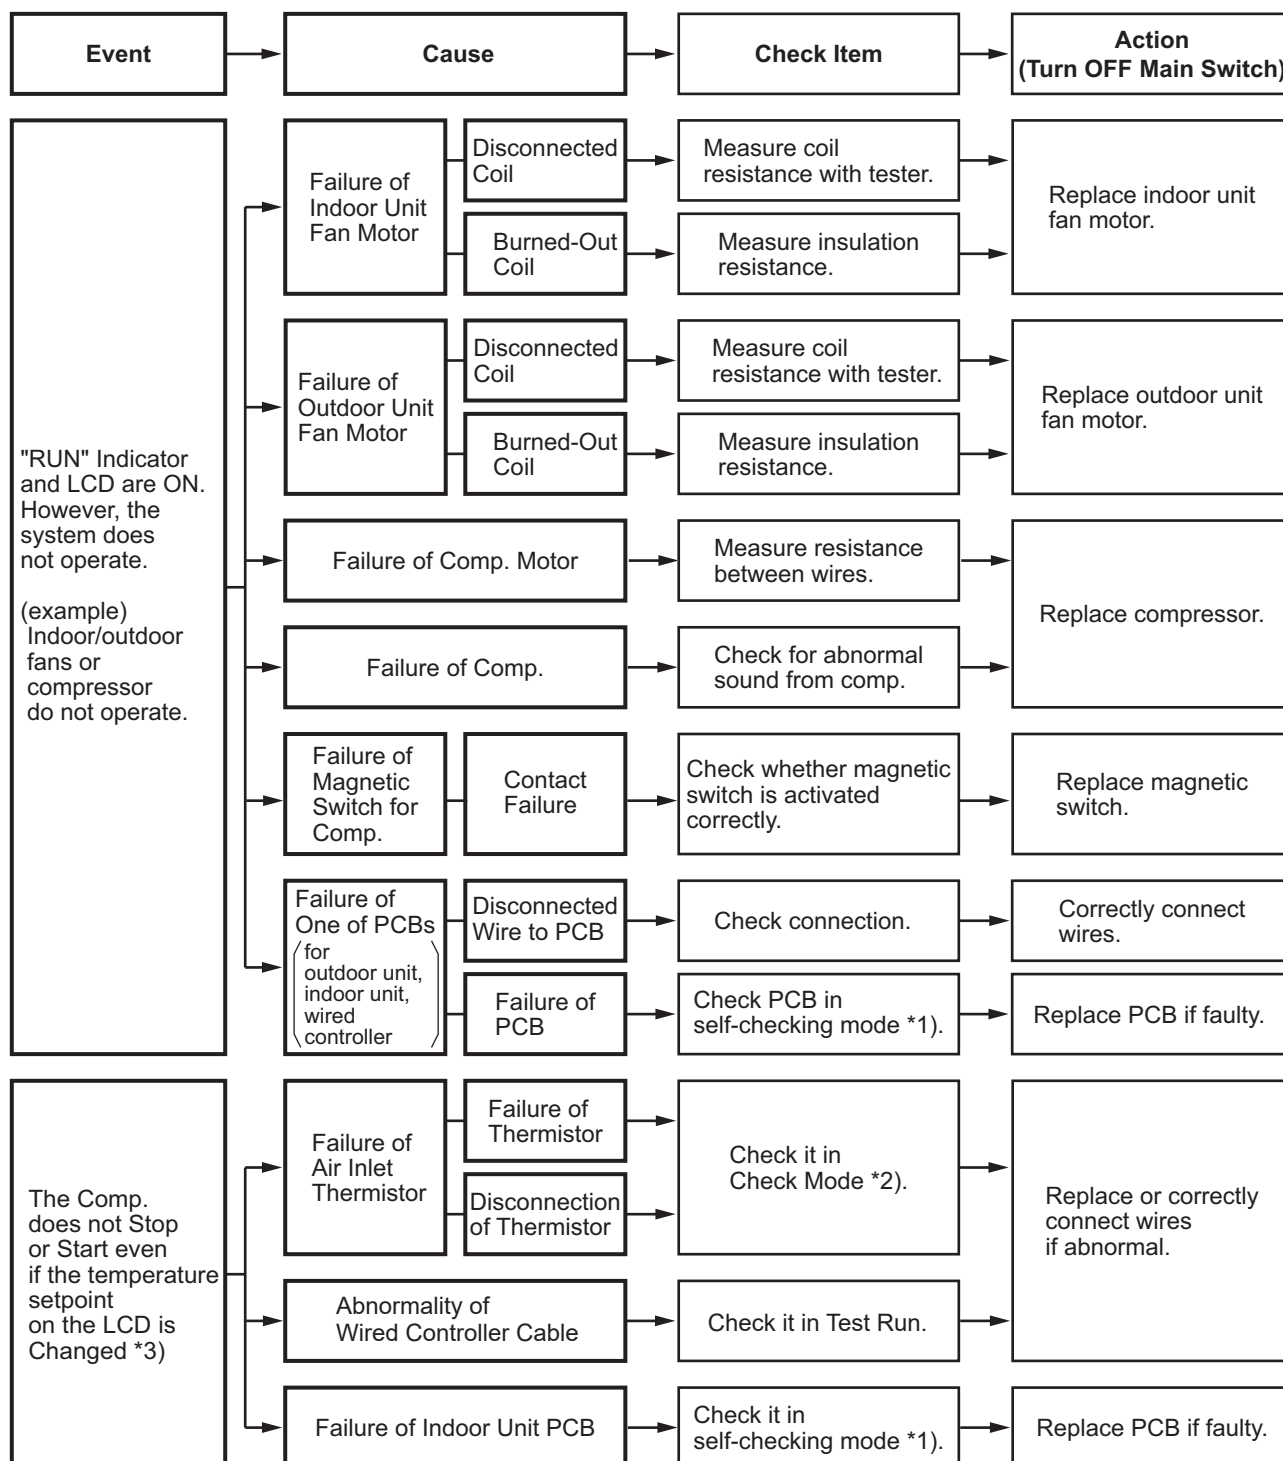 Event
Cause
Check Item
Action
(Turn OFF Main Switch)
"RUN" Indicator
and LCD are ON.
However, the
system does
not operate.
(example)
Indoor/outdoor
fans or
compressor
do not operate.
Failure of
Indoor Unit
Fan Motor
Disconnected
Coil
Measure coil
resistance with tester.
Burned-Out
Coil
Measure insulation
resistance.
Replace indoor unit
fan motor.
Failure of
Outdoor Unit
Fan Motor
Disconnected
Coil
Measure coil
resistance with tester.
Burned-Out
Coil
Measure insulation
resistance.
Replace outdoor unit
fan motor.
Failure of Comp. Motor
Measure resistance
between wires.
Failure of Comp.
Check for abnormal
sound from comp.
Replace compressor.
Failure of
Magnetic
Switch for
Comp.
Contact
Failure
Check whether magnetic
switch is activated
correctly.
Replace magnetic
switch.
Failure of
One of PCBs
for
outdoor unit,
indoor unit,
wired
controller
Disconnected
Wire to PCB
Check connection.
Correctly connect
wires.
Failure of
PCB
Check PCB in
self-checking mode *1).
Replace PCB if faulty.
The Comp.
does not Stop
or Start even
if the temperature
setpoint
on the LCD is
Changed *3)
Failure of
Air Inlet
Thermistor
Failure of
Thermistor
Disconnection
of Thermistor
Check it in
Check Mode *2).
Abnormality of
Wired Controller Cable
Check it in Test Run.
Replace or correctly
connect wires
if abnormal.
Failure of Indoor Unit PCB
Check it in
self-checking mode *1).
Replace PCB if faulty.